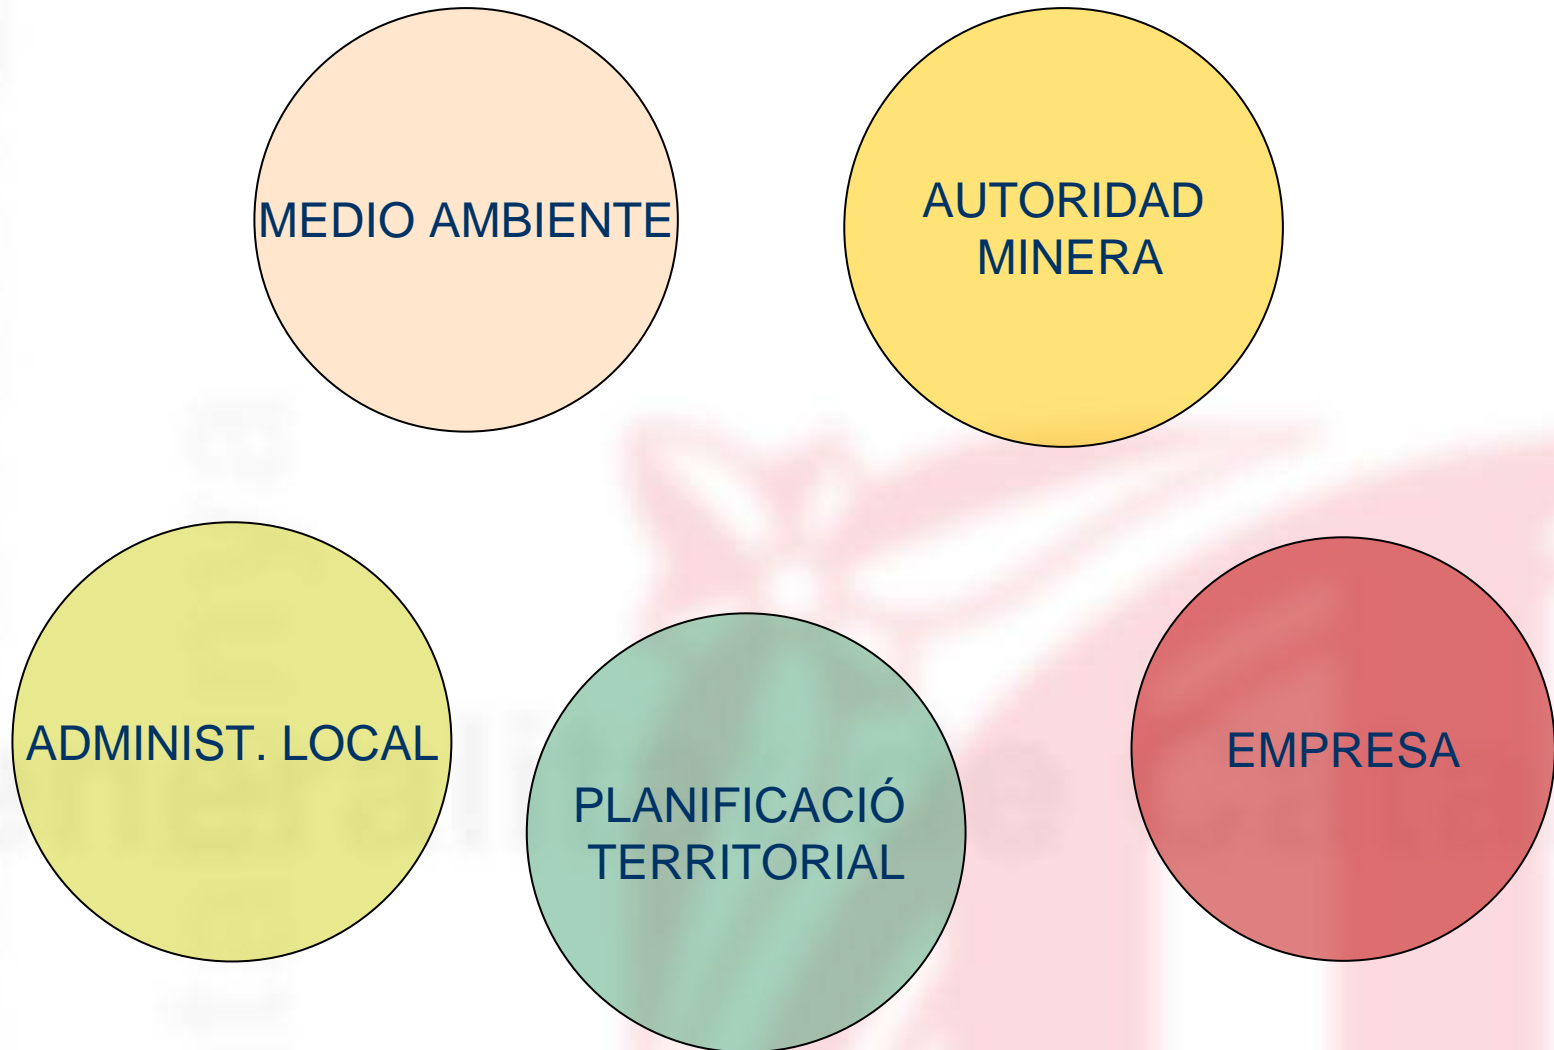 MEDIO AMBIENTE
AUTORIDAD
MINERA
ADMINIST. LOCAL
PLANIFICACIÓ
TERRITORIAL
EMPRESA